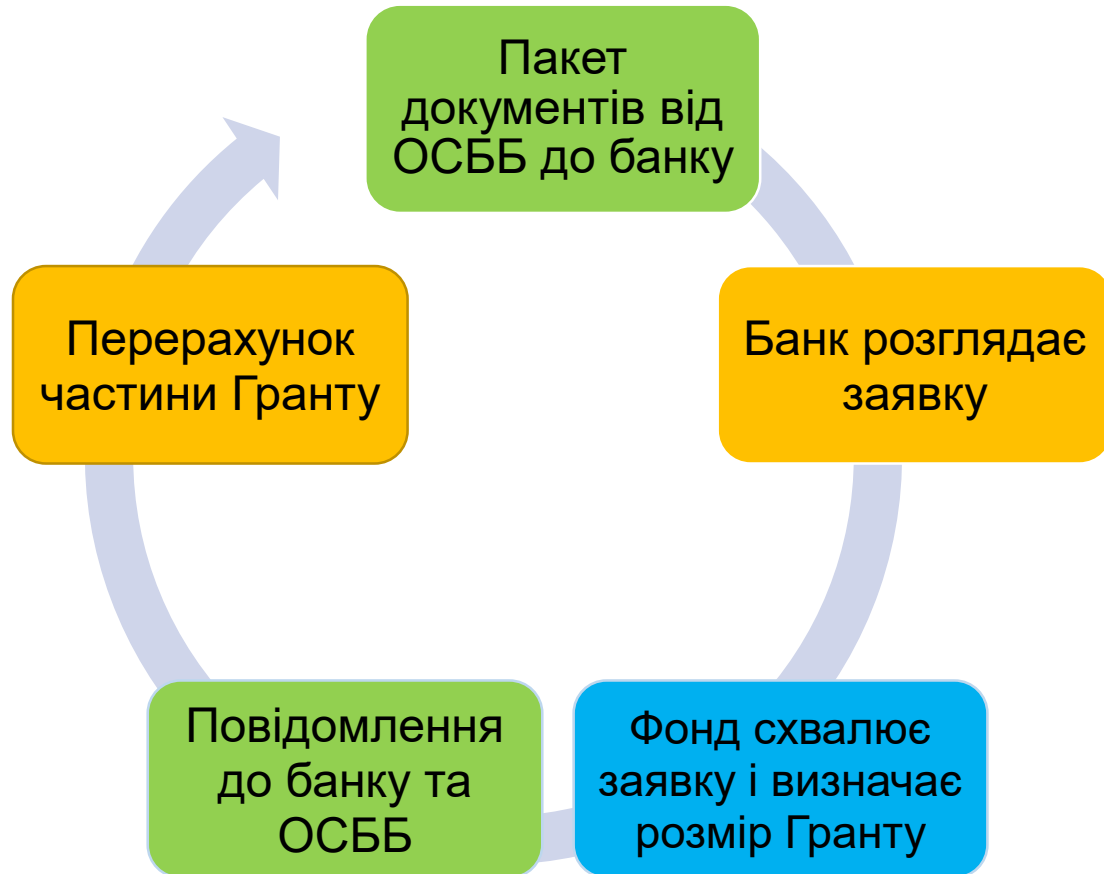 Пакет
документів від
ОСББ до банку
Банк розглядає
заявку
Фонд схвалює
заявку і визначає
розмір Гранту
Повідомлення
до банку та
ОСББ
Перерахунок
частини Гранту